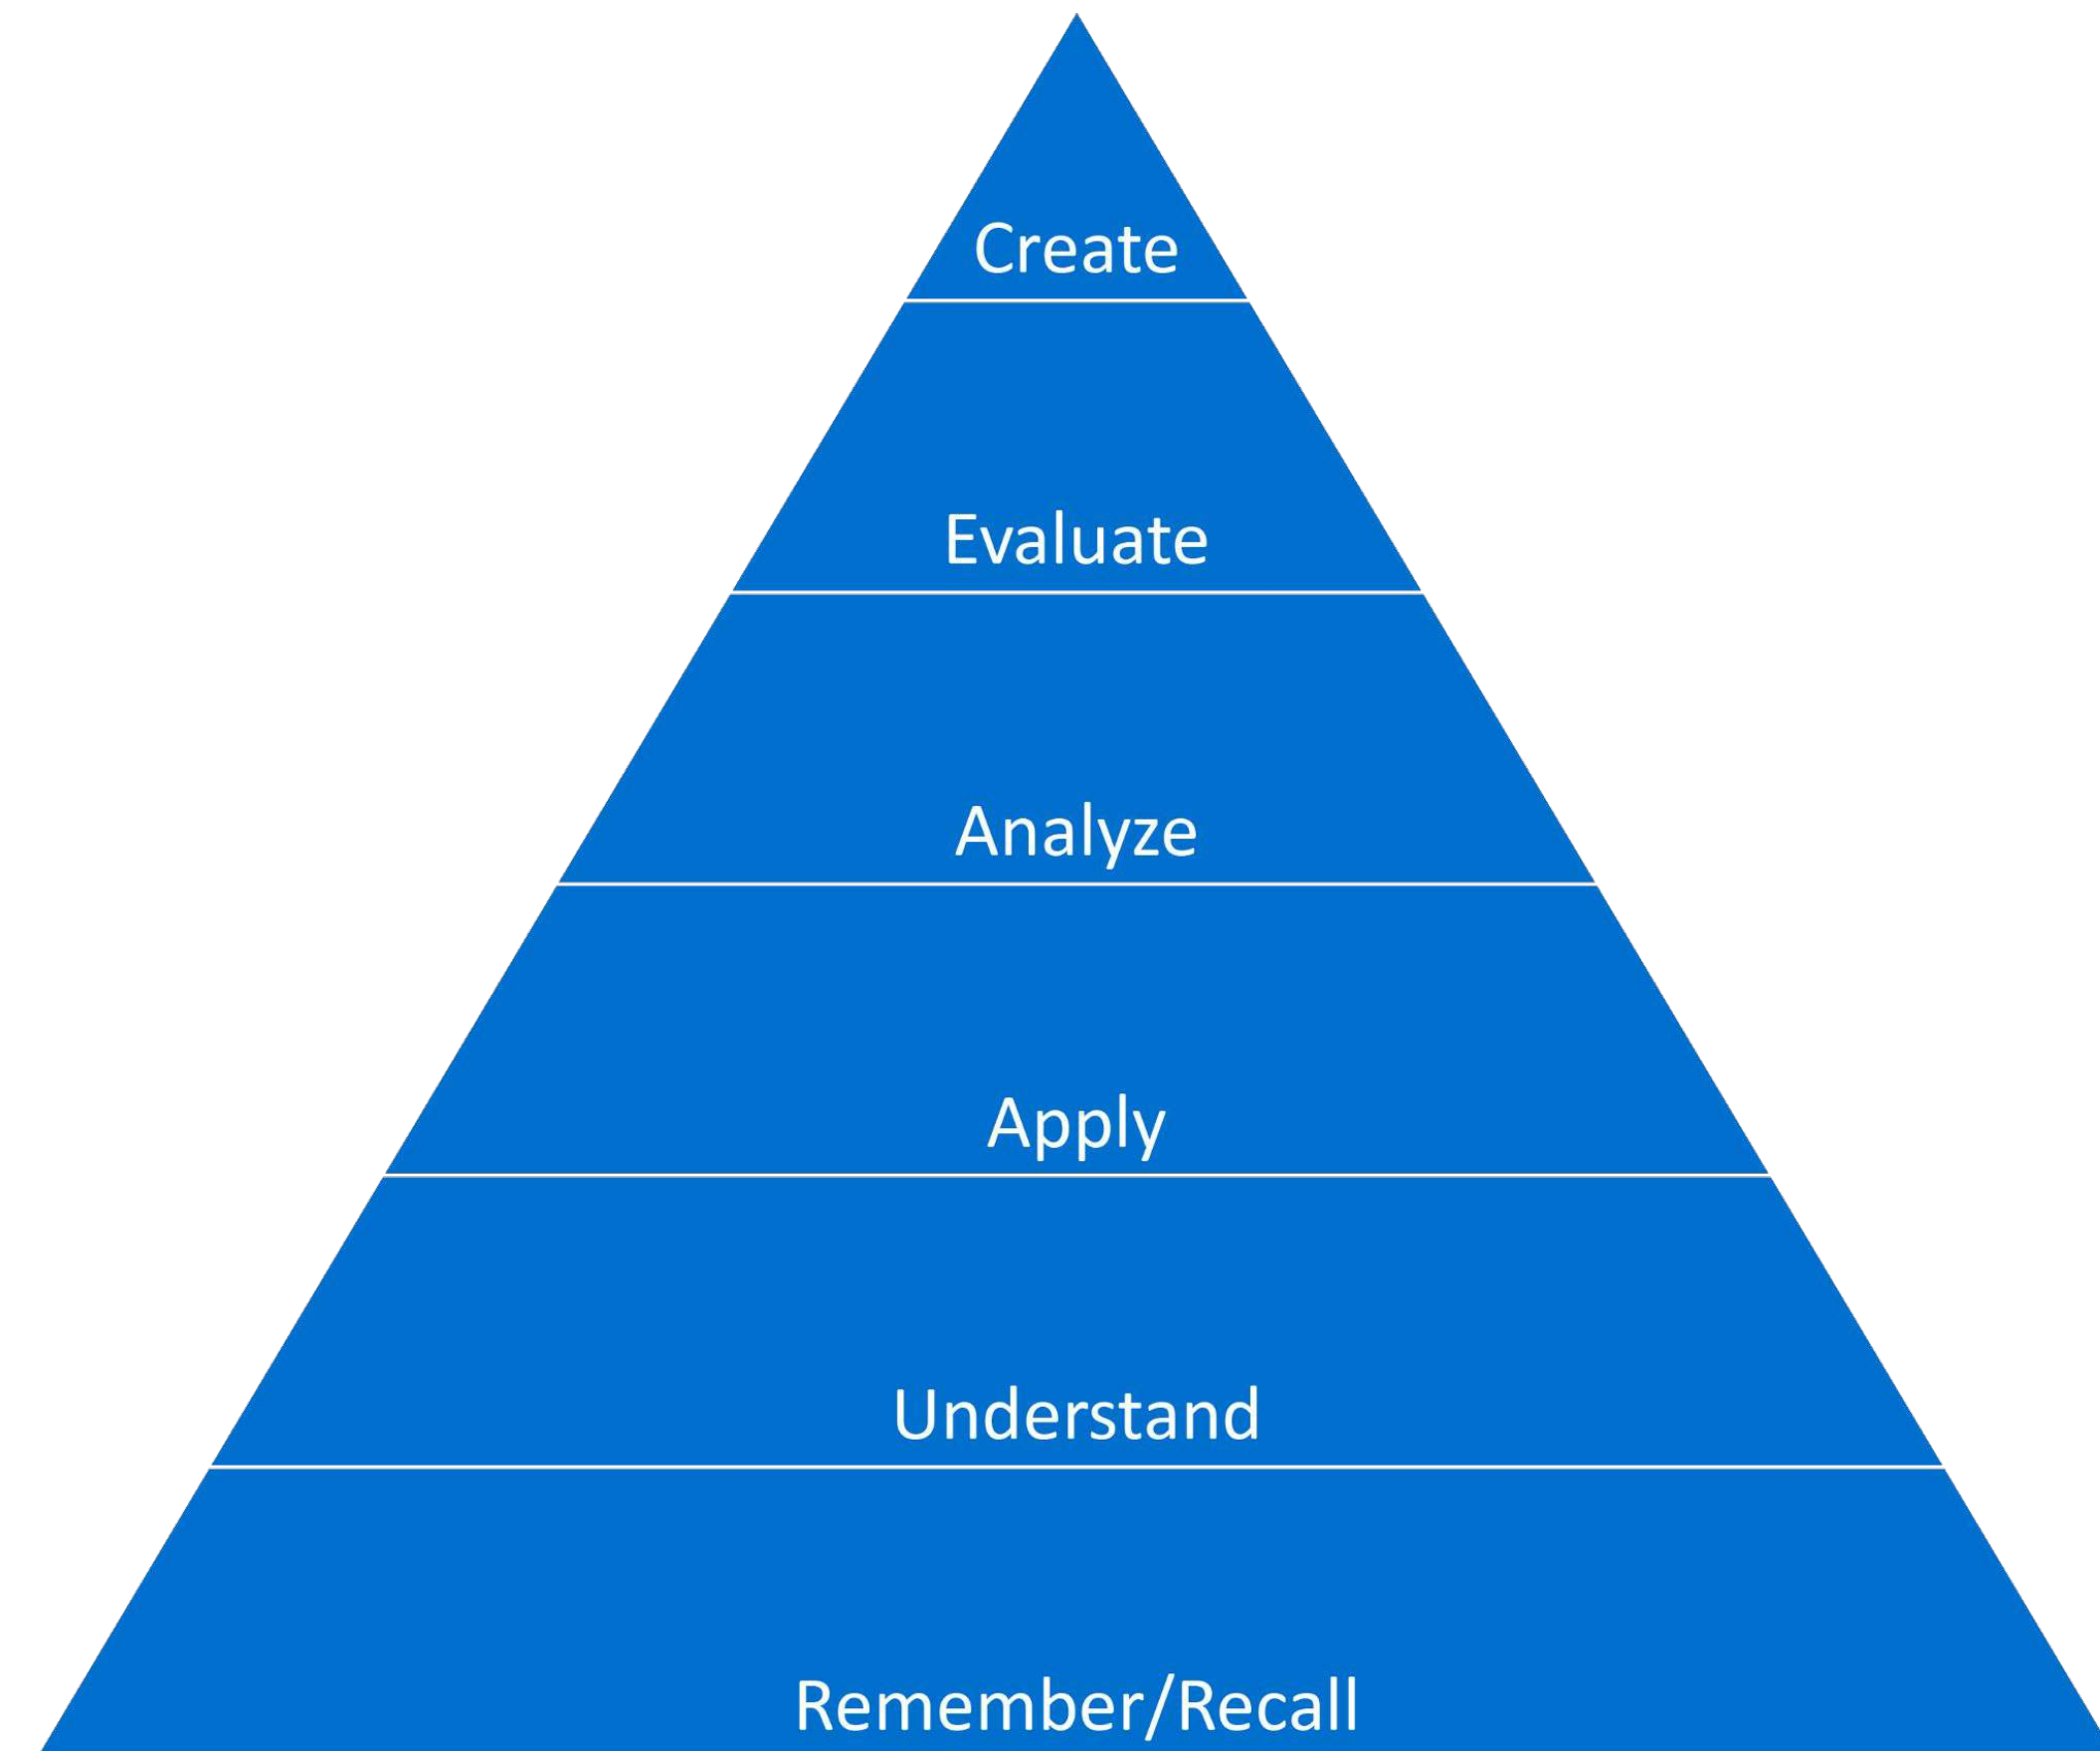 Create
Evaluate
Analyze
Apply
Understand
Remember/Recall